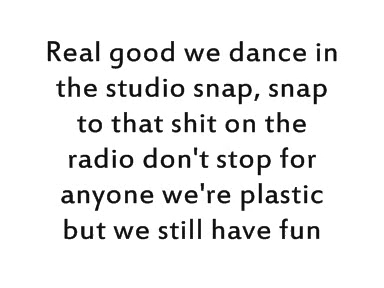 Real good we dance in
the studio snap, snap
to that shit on the
radio don't stop for
anyone we're plastic
but we still have fun